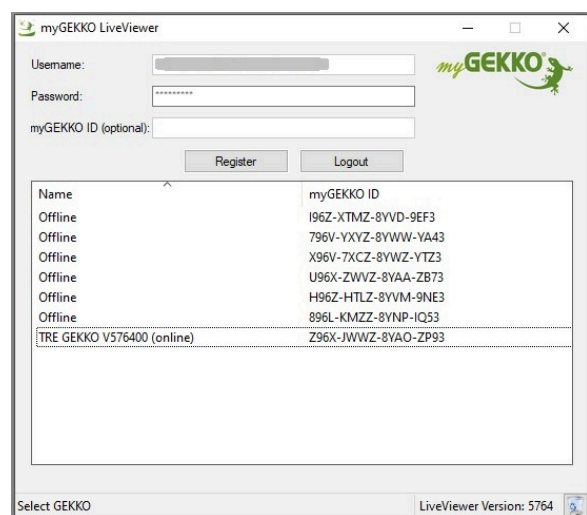 myGEKKO LiveViewer
Username:
myGEKKO
Password:
*********
myGEKKO ID (optional):
Register Logout
Name myGEKKO ID
Offline I96Z-XTMZ-8YVD-9EF3
Offline 796V-YXYZ-8YWW-YA43
Offline X96V-7XCZ-8YWZ-YTZ3
Offline U96X-ZWVZ-8YAA-ZB73
Offline H96Z-HTLZ-8YVM-9NE3
Offline 896L-KMZZ-8YNP-IQ53
TRE GEKKO V576400 (online) Z96X-JWWZ-8YAO-ZP93
Select GEKKO LiveViewer Version: 5764